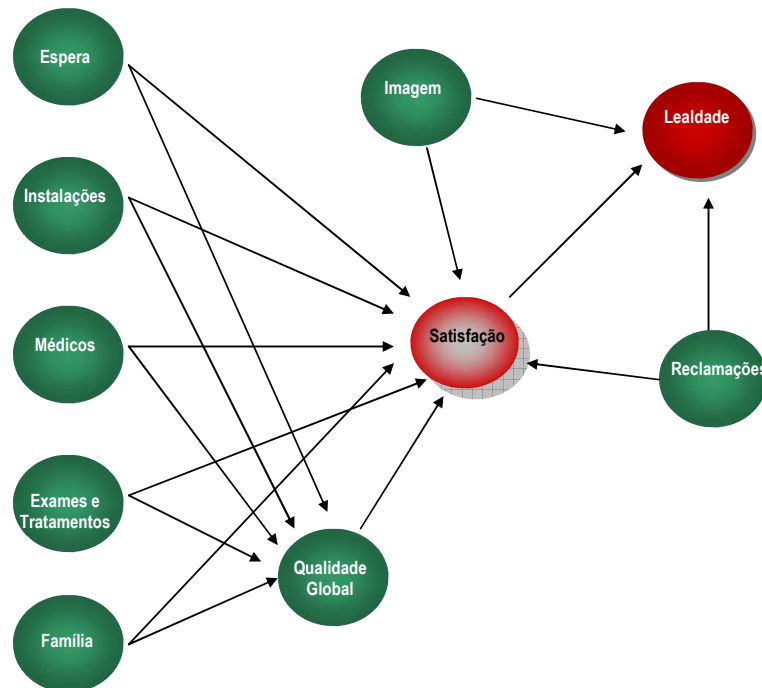 Espera
Imagem
Lealdade
Instalações
Médicos
Satisfação
Reclamações
Exames e
Tratamentos
Qualidade
Global
Família